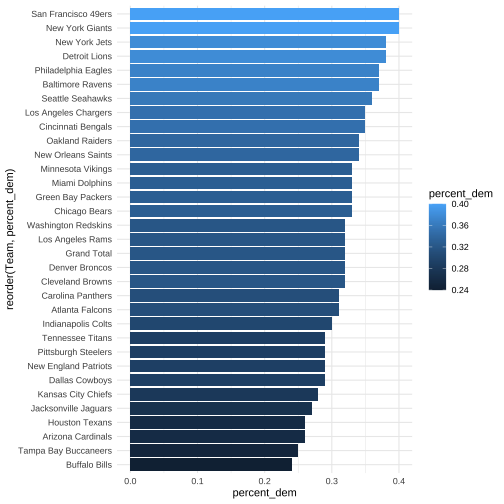 San Francisco 49ers
New York Giants
New York Jets
Detroit Lions
Philadelphia Eagles
Baltimore Ravens
Seattle Seahawks
Los Angeles Chargers
Cincinnati Bengals
Oakland Raiders
New Orleans Saints
Minnesota Vikings
Miami Dolphins
Green Bay Packers
Chicago Bears
Washington Redskins
Los Angeles Rams
Grand Total
Denver Broncos
Cleveland Browns
Carolina Panthers
Atlanta Falcons
Indianapolis Colts
Tennessee Titans
Pittsburgh Steelers
New England Patriots
Dallas Cowboys
Kansas City Chiefs
Jacksonville Jaguars
Houston Texans
Arizona Cardinals
Tampa Bay Buccaneers
Buffalo Bills
reorder(Team, percent_dem)
0.0 0.1 0.2 0.3 0.4
percent_dem
percent_dem
0.40
0.36
0.32
0.28
0.24